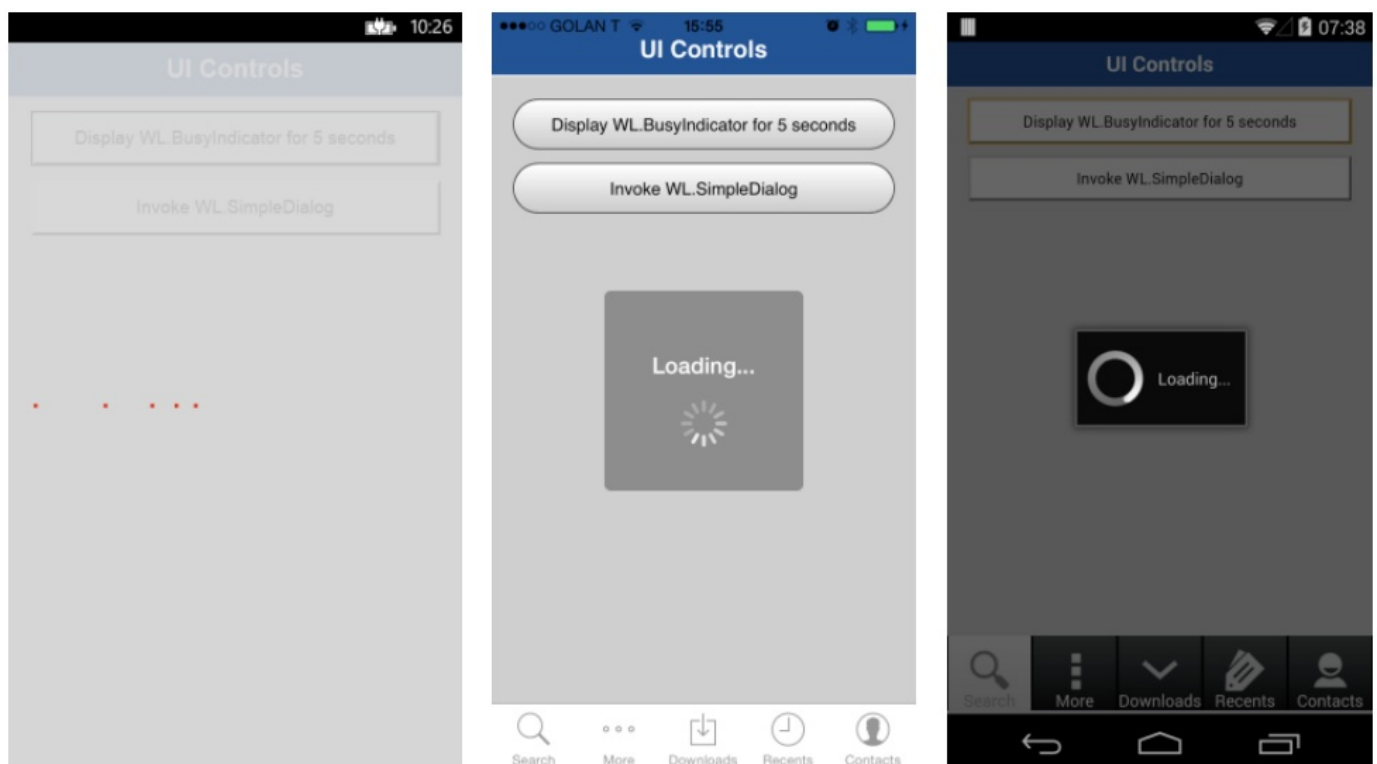 10:26
UI Controls
Display WL.BusyIndicator for 5 seconds
Invoke WL.SimpleDialog
GOLAN T 15:55
UI Controls
Display WL.BusyIndicator for 5 seconds
Invoke WL.SimpleDialog
Loading...
Search More Downloads Recents Contacts
07:38
UI Controls
Display WL.BusyIndicator for 5 seconds
Invoke WL.SimpleDialog
Loading...
Search More Downloads Recents Contacts